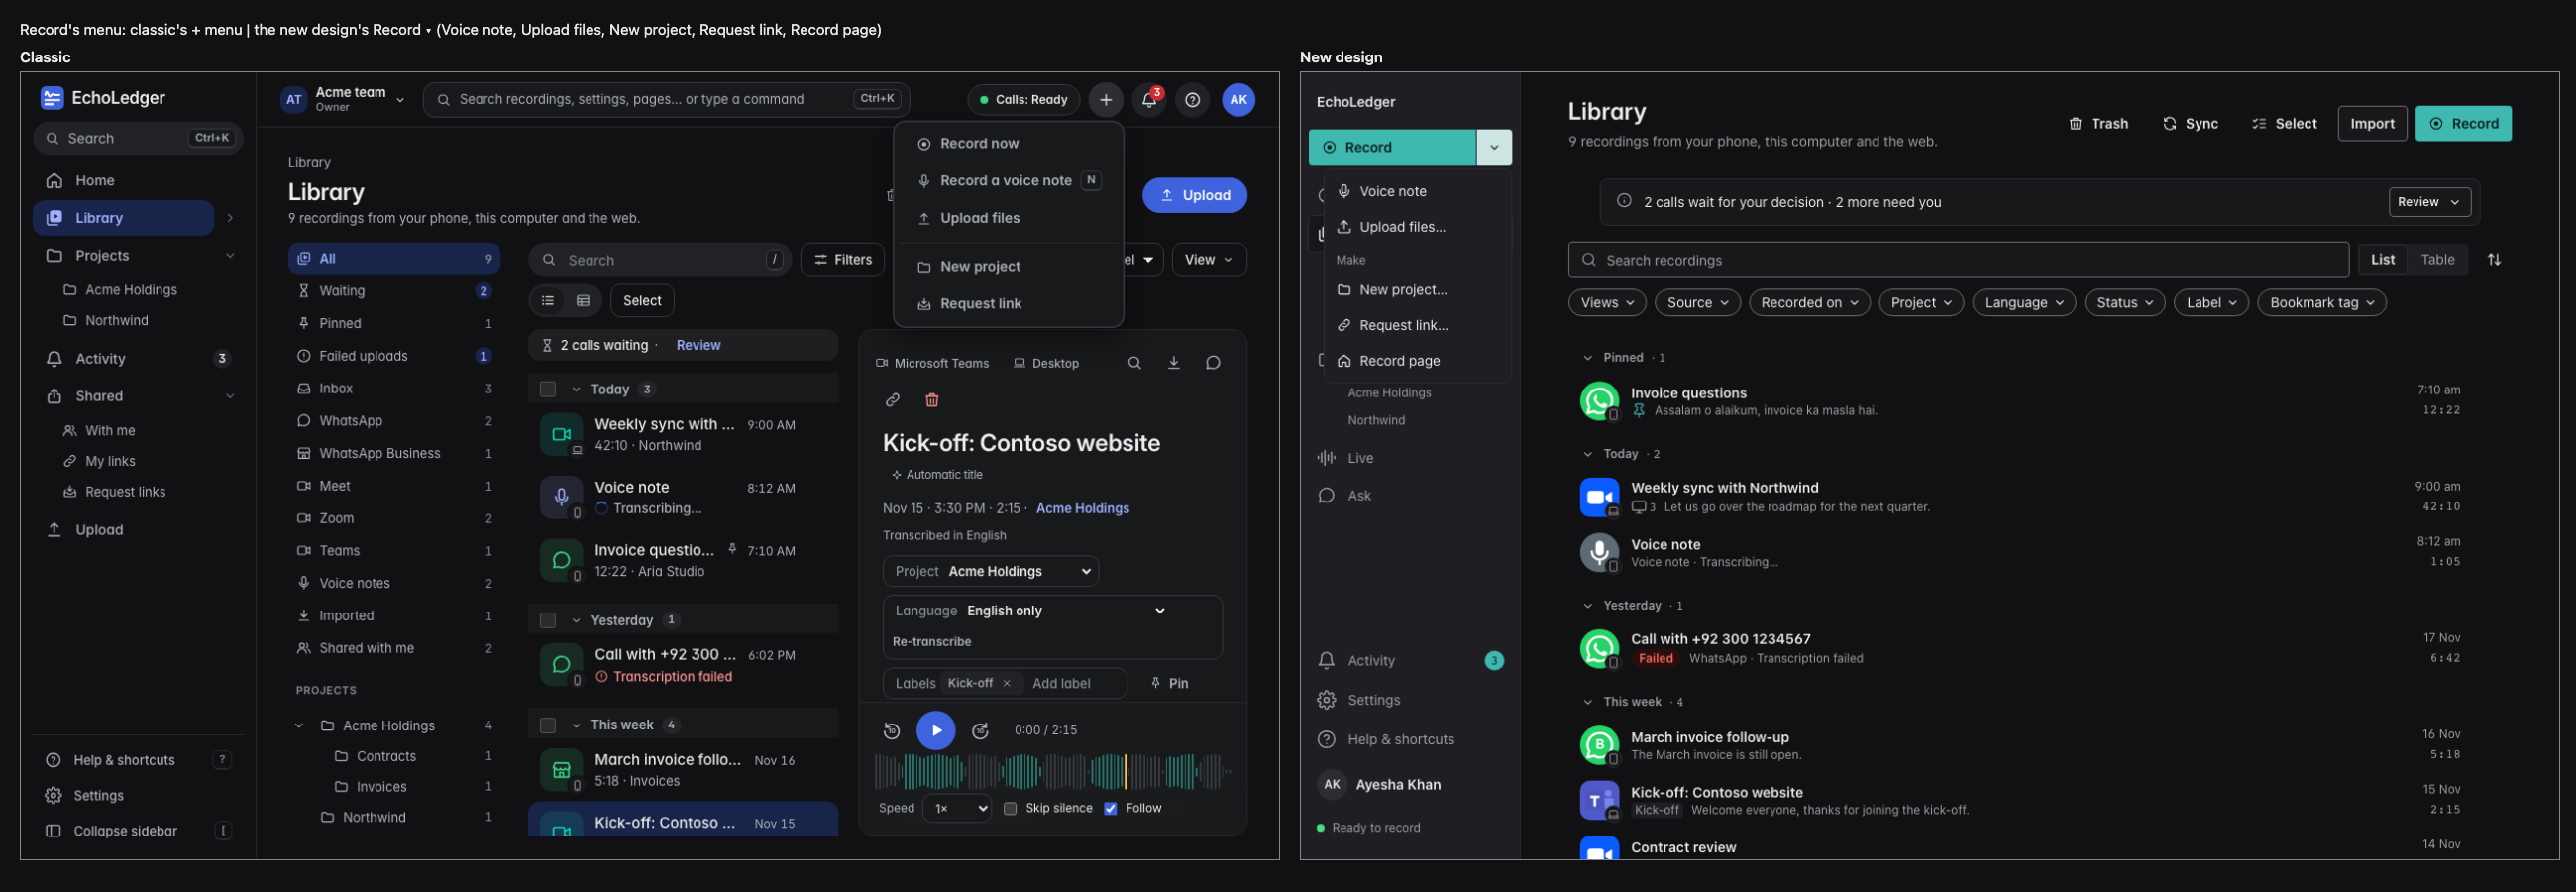 Record's menu: classic's + menu | the new design's Record ▾ (Voice note, Upload files, New project, Request link, Record page)
Classic
EchoLedger
Search Ctrl+K
Home
Library
Projects
Acme Holdings
Northwind
Activity 3
Shared
With me
My links
Request links
Upload
Help & shortcuts ?
Settings
Collapse sidebar [
AT Acme team
Owner
Search recordings, settings, pages... or type a command Ctrl+K
Calls: Ready
3
AK
Record now
Record a voice note N
Upload files
New project
Request link
Library
Library
9 recordings from your phone, this computer and the web.
Upload
All 9
Waiting 2
Pinned 1
Failed uploads 1
Inbox 3
WhatsApp 2
WhatsApp Business 1
Meet 1
Zoom 2
Teams 1
Voice notes 2
Imported 1
Shared with me 2
PROJECTS
Acme Holdings 4
Contracts 1
Invoices 1
Northwind 1
Search /
Filters
el
View
Select
2 calls waiting · Review
Today 3
Weekly sync with ... 9:00 AM
42:10 · Northwind
Voice note 8:12 AM
Transcribing...
Invoice questio... 7:10 AM
12:22 · Aria Studio
Yesterday 1
Call with +92 300 ... 6:02 PM
Transcription failed
This week 4
March invoice follo... Nov 16
5:18 · Invoices
Kick-off: Contoso ... Nov 15
Microsoft Teams Desktop
Kick-off: Contoso website
Automatic title
Nov 15 · 3:30 PM · 2:15 · Acme Holdings
Transcribed in English
Project Acme Holdings
Language English only
Re-transcribe
Labels Kick-off × Add label Pin
10 10 0:00 / 2:15
Speed 1× Skip silence Follow
New design
EchoLedger
Record
Voice note
Upload files...
Make
New project...
Request link...
Record page
Acme Holdings
Northwind
Live
Ask
Activity 3
Settings
Help & shortcuts
AK Ayesha Khan
Ready to record
Library
9 recordings from your phone, this computer and the web.
Trash Sync Select Import Record
2 calls wait for your decision · 2 more need you Review
Search recordings List Table
Views Source Recorded on Project Language Status Label Bookmark tag
Pinned · 1
Invoice questions 7:10 am
Assalam o alaikum, invoice ka masla hai. 12:22
Today · 2
Weekly sync with Northwind 9:00 am
3 Let us go over the roadmap for the next quarter. 42:10
Voice note 8:12 am
Voice note · Transcribing... 1:05
Yesterday · 1
Call with +92 300 1234567 17 Nov
Failed WhatsApp · Transcription failed 6:42
This week · 4
March invoice follow-up 16 Nov
The March invoice is still open. 5:18
Kick-off: Contoso website 15 Nov
Kick-off Welcome everyone, thanks for joining the kick-off. 2:15
Contract review 14 Nov